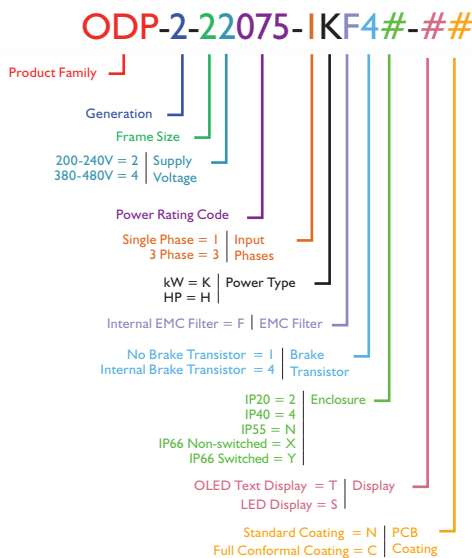 ODP-2-22075-1KF4#-##
Product Family
Generation
Frame Size
200-240V = 2 | Supply
380-480V = 4 | Voltage
Power Rating Code
Single Phase = 1 | Input
3 Phase = 3 | Phases
kW = K | Power Type
HP = H
Internal EMC Filter = F | EMC Filter
No Brake Transistor = 1 | Brake
Internal Brake Transistor = 4 | Transistor
IP20 = 2 | Enclosure
IP40 = 4
IP55 = N
IP66 Non-switched = X
IP66 Switched = Y
OLED Text Display = T | Display
LED Display = S
Standard Coating = N | PCB
Full Conformal Coating = C | Coating